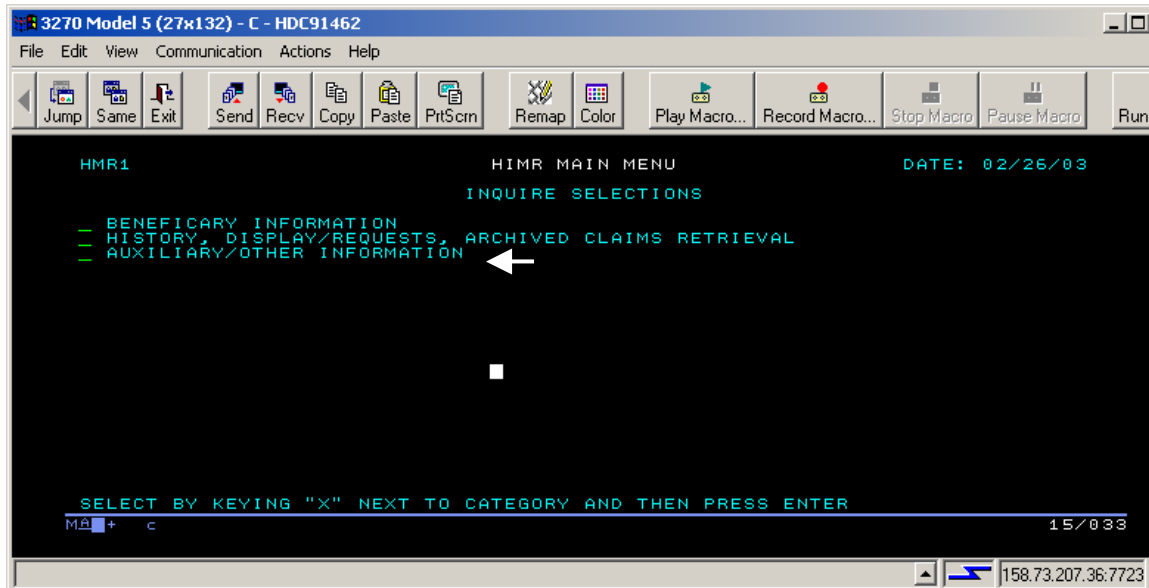 3270 Model 5 (27x132) - C - HDC91462
File Edit View Communication Actions Help
Jump Same Exit Send Recv Copy Paste PrtScrn Remap Color Play Macro... Record Macro... Stop Macro Pause Macro Run
HMR1 HIMR MAIN MENU DATE: 02/26/03
INQUIRE SELECTIONS
_ BENEFICARY INFORMATION
_ HISTORY, DISPLAY/REQUESTS, ARCHIVED CLAIMS RETRIEVAL
_ AUXILIARY/OTHER INFORMATION
SELECT BY KEYING "X" NEXT TO CATEGORY AND THEN PRESS ENTER
MA + c 15/033
158.73.207.36:7723